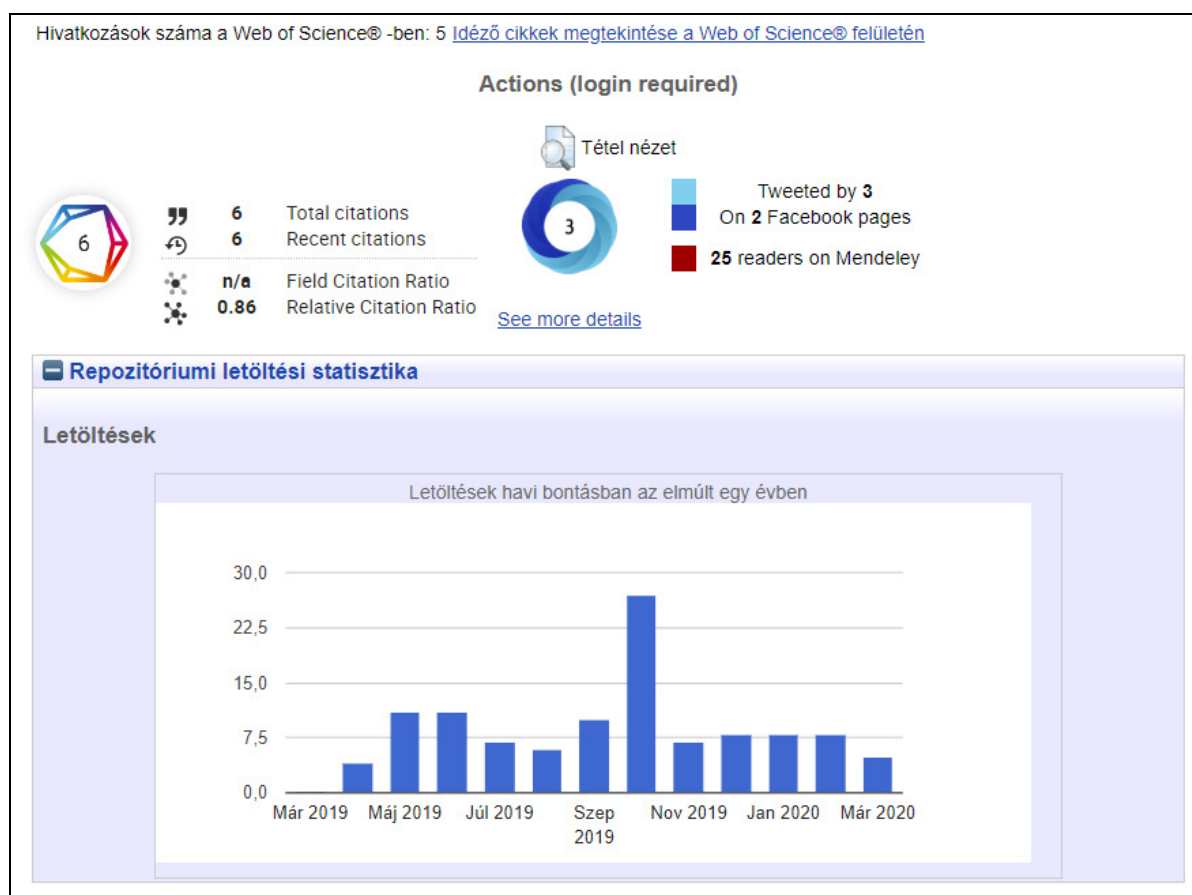 Hivatkozások száma a Web of Science® -ben: 5 Idéző cikkek megtekintése a Web of Science® felületén
Actions (login required)
Tétel nézet
6
6 Total citations
6 Recent citations
n/a Field Citation Ratio
0.86 Relative Citation Ratio
3
Tweeted by 3
On 2 Facebook pages
25 readers on Mendeley
See more details
Repozitóriumi letöltési statisztika
Letöltések
Letöltések havi bontásban az elmúlt egy évben
30,0
22,5
15,0
7,5
0,0
Már 2019 Máj 2019 Júl 2019 Szep 2019 Nov 2019 Jan 2020 Már 2020